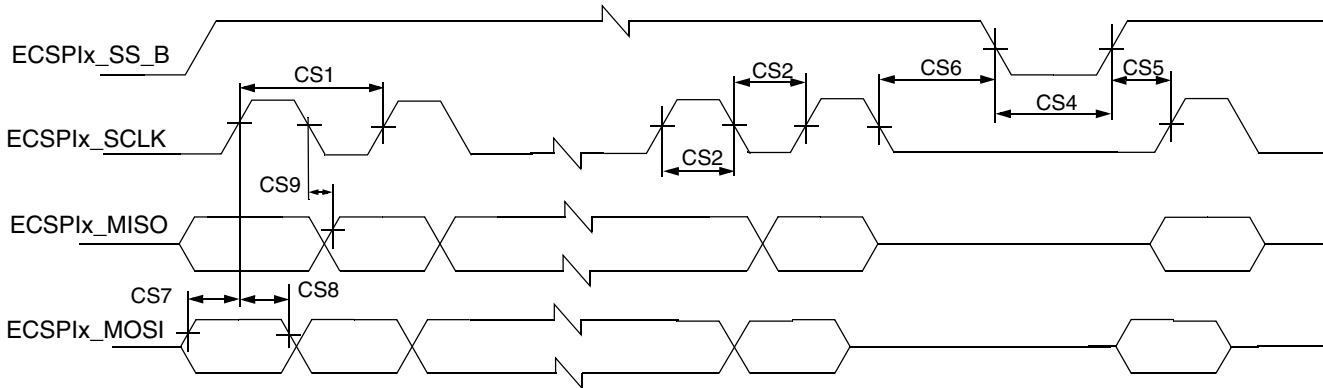 ECSPIx_SS_B
CS1
CS2
CS6
CS5
CS4
ECSPIx_SCLK
CS2
CS9
ECSPIx_MISO
CS7
CS8
ECSPIx_MOSI